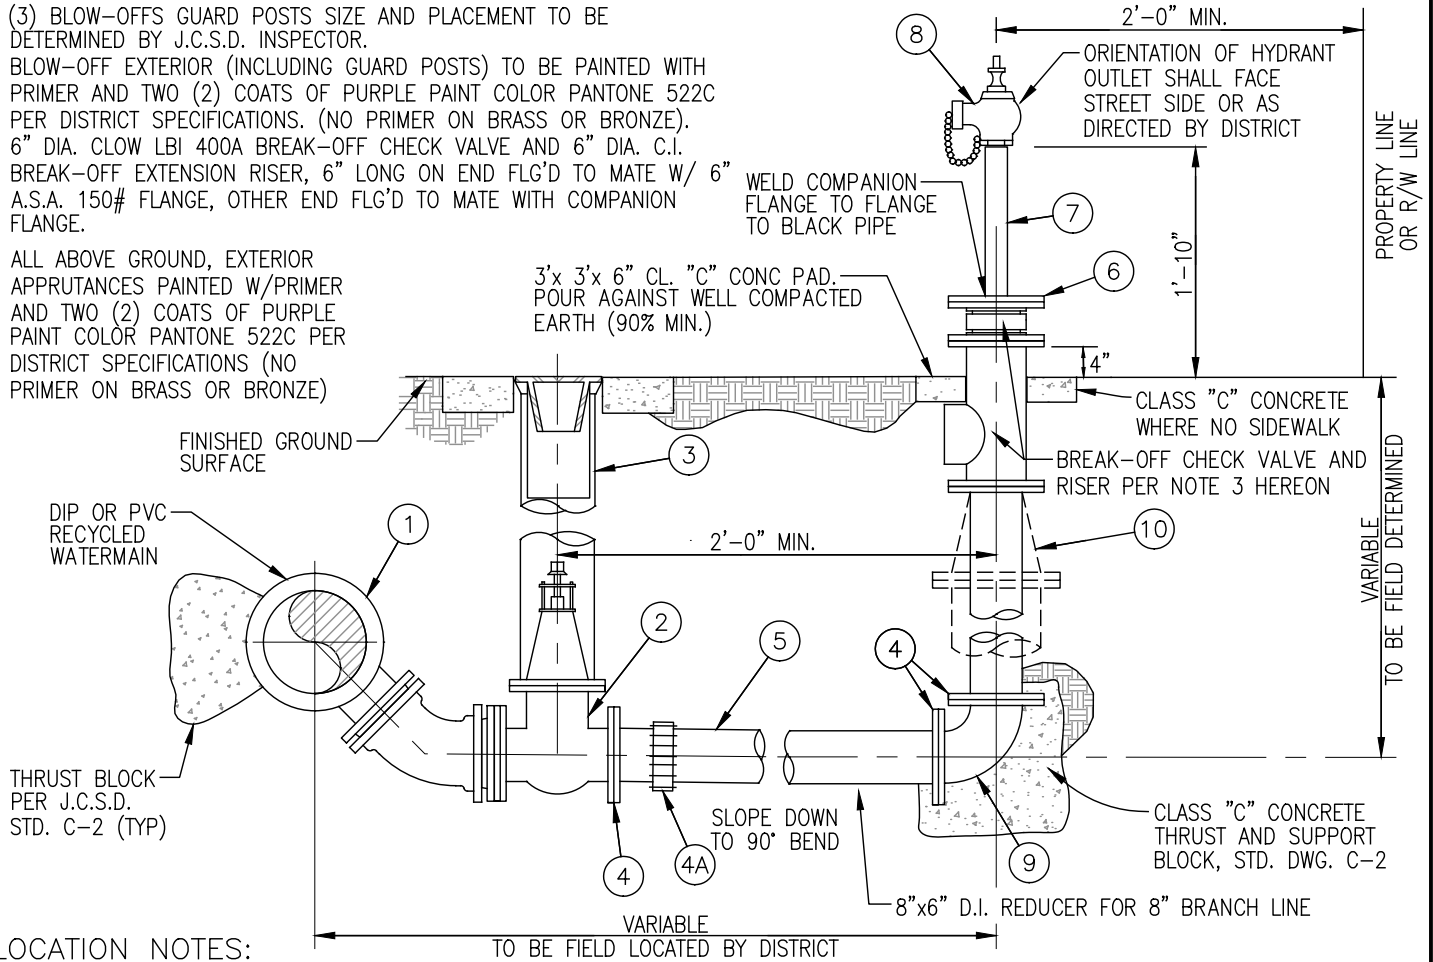 (3) BLOW-OFFS GUARD POSTS SIZE AND PLACEMENT TO BE
DETERMINED BY J.C.S.D. INSPECTOR.
BLOW-OFF EXTERIOR (INCLUDING GUARD POSTS) TO BE PAINTED WITH
PRIMER AND TWO (2) COATS OF PURPLE PAINT COLOR PANTONE 522C
PER DISTRICT SPECIFICATIONS. (NO PRIMER ON BRASS OR BRONZE).
6" DIA. CLOW LBI 400A BREAK-OFF CHECK VALVE AND 6" DIA. C.I.
BREAK-OFF EXTENSION RISER, 6" LONG ON END FLG'D TO MATE W/ 6"
A.S.A. 150# FLANGE, OTHER END FLG'D TO MATE WITH COMPANION
FLANGE.
ALL ABOVE GROUND, EXTERIOR
APPRUTANCES PAINTED W/PRIMER
AND TWO (2) COATS OF PURPLE
PAINT COLOR PANTONE 522C PER
DISTRICT SPECIFICATIONS (NO
PRIMER ON BRASS OR BRONZE)
2'-0" MIN.
8
ORIENTATION OF HYDRANT
OUTLET SHALL FACE
STREET SIDE OR AS
DIRECTED BY DISTRICT
PROPERTY LINE
OR R/W LINE
WELD COMPANION
FLANGE TO FLANGE
TO BLACK PIPE
7
1'-10"
6
3'x 3'x 6" CL. "C" CONC PAD.
POUR AGAINST WELL COMPACTED
EARTH (90% MIN.)
4"
CLASS "C" CONCRETE
WHERE NO SIDEWALK
FINISHED GROUND
SURFACE
3
BREAK-OFF CHECK VALVE AND
RISER PER NOTE 3 HEREON
DIP OR PVC
RECYCLED
WATERMAIN
1
2'-0" MIN.
10
VARIABLE
TO BE FIELD DETERMINED
2
5
4
THRUST BLOCK
PER J.C.S.D.
STD. C-2 (TYP)
SLOPE DOWN
TO 90° BEND
4
4A
9
CLASS "C" CONCRETE
THRUST AND SUPPORT
BLOCK, STD. DWG. C-2
8"x6" D.I. REDUCER FOR 8" BRANCH LINE
VARIABLE
TO BE FIELD LOCATED BY DISTRICT
LOCATION NOTES: